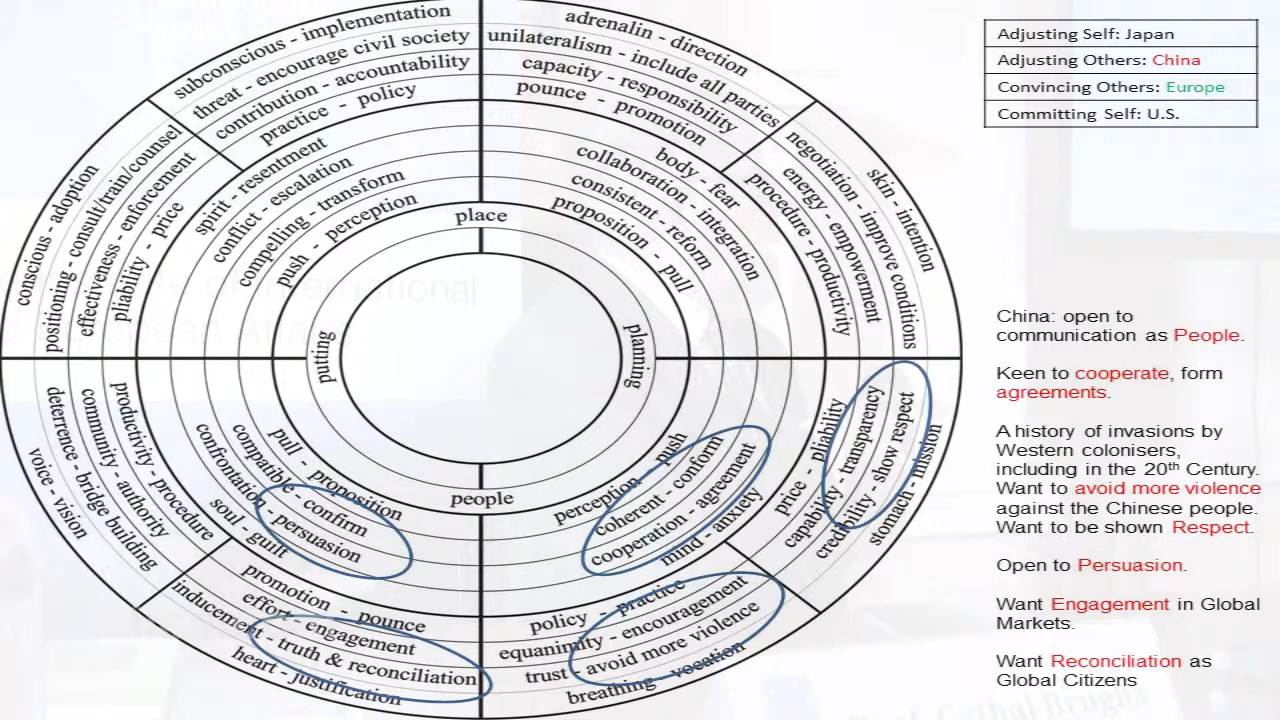 subconscious - implementation
threat - encourage civil society
contribution - accountability
practice - policy
adrenalin - direction
unilateralism - include all parties
capacity - responsibility
pounce - promotion
conscious - adoption
positioning - consult/train/counsel
effectiveness - enforcement
pliability - price
spirit - resentment
conflict - escalation
compelling - transform
push - perception
body - fear
collaboration - integration
consistent - reform
proposition - pull
skin - intention
negotiation - improve conditions
energy - empowerment
procedure - productivity
place
putting
planning
people
voice - vision
deterrence - bridge building
community - authority
productivity - procedure
pull - proposition
compatible - confirm
confrontation - persuasion
soul - guilt
perception - push
coherent - conform
cooperation - agreement
mind - anxiety
price - pliability
capability - transparency
credibility - show respect
stomach - mission
promotion - pounce
effort - engagement
inducement - truth & reconciliation
heart - justification
policy - practice
equanimity - encouragement
trust - avoid more violence
breathing - vocation
Adjusting Self: Japan
Adjusting Others: China
Convincing Others: Europe
Committing Self: U.S.
China: open to
communication as People.
Keen to cooperate, form
agreements.
A history of invasions by
Western colonisers,
including in the 20th Century.
Want to avoid more violence
against the Chinese people.
Want to be shown Respect.
Open to Persuasion.
Want Engagement in Global
Markets.
Want Reconciliation as
Global Citizens